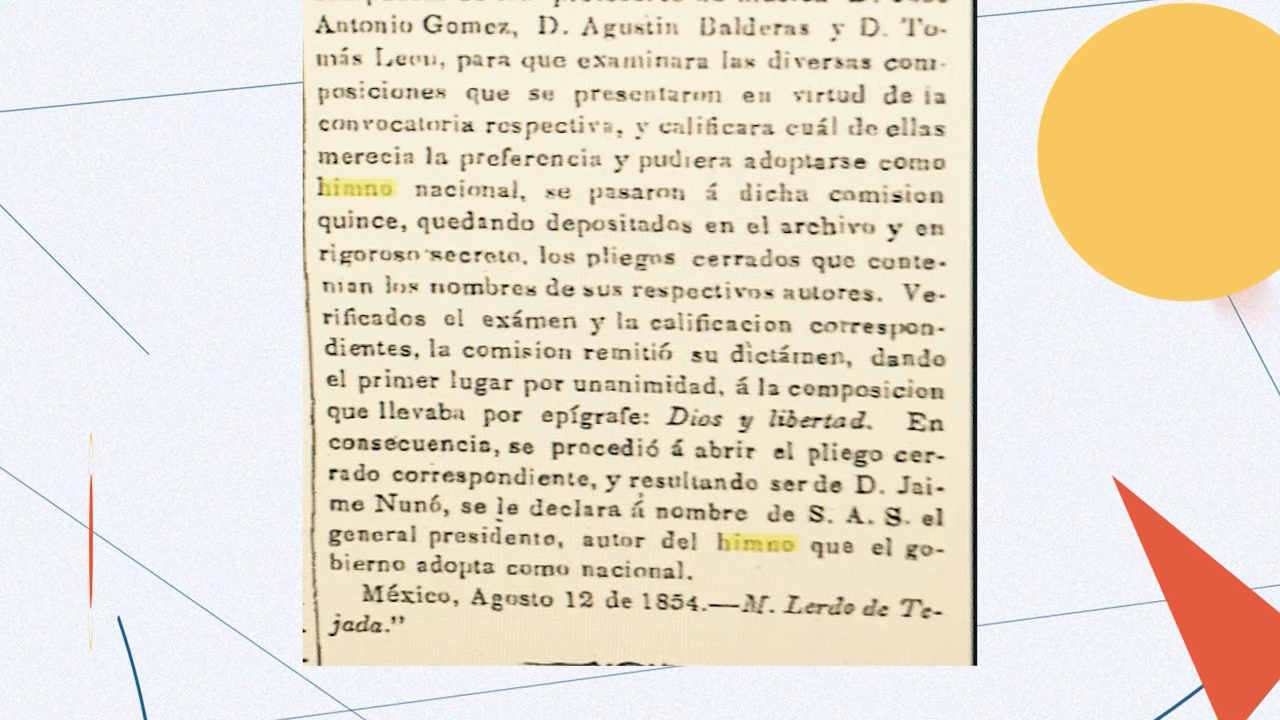 Antonio Gomez, D. Agustin Balderas y D. To-
más Leon, para que examinara las diversas com-
posiciones que se presentaron en virtud de la
convocatoria respectiva, y calificara cuál de ellas
merecia la preferencia y pudiera adoptarse como
himno nacional, se pasaron á dicha comision
quince, quedando depositados en el archivo y en
rigoroso secreto, los pliegos cerrados que conte-
nian los nombres de sus respectivos autores. Ve-
rificados el exámen y la calificacion correspon-
dientes, la comision remitió su dictámen, dando
el primer lugar por unanimidad, á la composicion
que llevaba por epígrafe: Dios y libertad. En
consecuencia, se procedió á abrir el pliego cer-
rado correspondiente, y resultando ser de D. Jai-
me Nunó, se le declara á nombre de S. A. S. el
general presidente, autor del himno que el go-
bierno adopta como nacional.
México, Agosto 12 de 1854.—M. Lerdo de Te-
jada.”